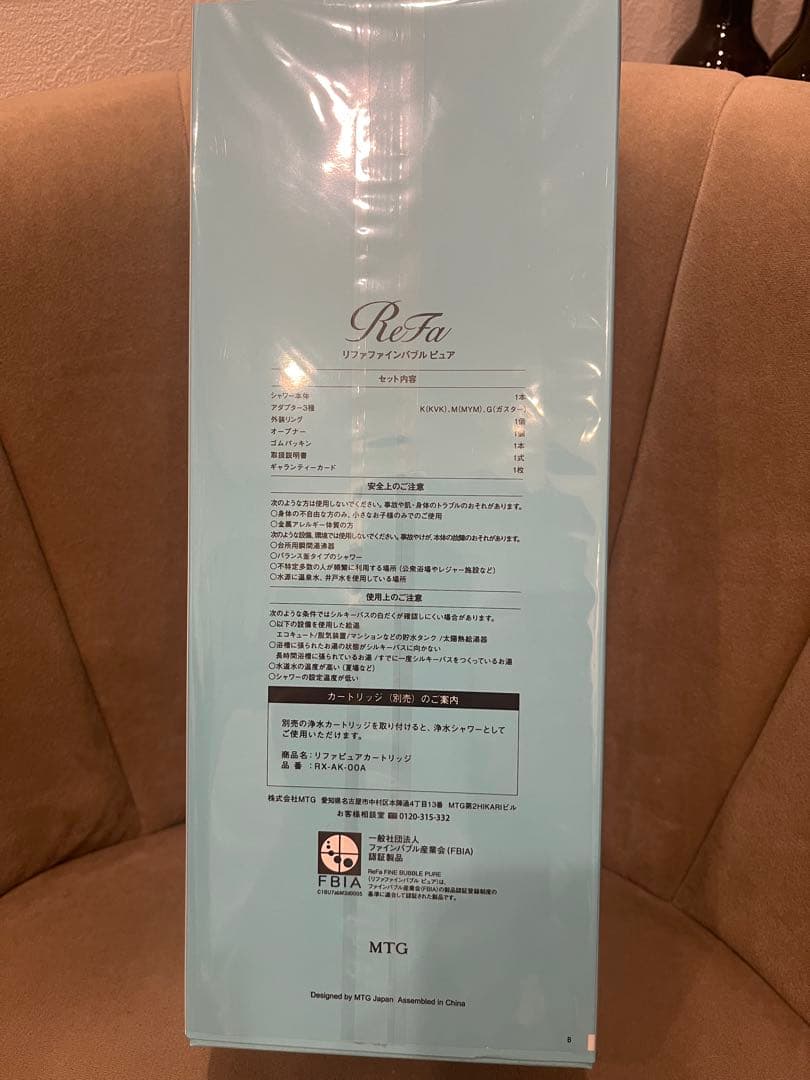 ReFa
リファファインバブル ピュア
セット内容
シャワー本体 1本
アダプター3種 K(KVK)、M(MYM)、G(ガスター)
外装リング 1個
オープナー 1個
ゴムパッキン 1本
取扱説明書 1式
ギャランティーカード 1枚
安全上のご注意
次のような方は使用しないでください。事故や肌・身体のトラブルのおそれがあります。
○身体の不自由な方のみ、小さなお子様のみでのご使用
○金属アレルギー体質の方
次のような設備、環境では使用しないでください。事故やけが、本体の故障のおそれがあります。
○台所用瞬間湯沸器
○バランス釜タイプのシャワー
○不特定多数の人が頻繁に利用する場所(公衆浴場やレジャー施設など)
○水源に温泉水、井戸水を使用している場所
使用上のご注意
次のような条件ではシルキーバスの白だくが確認しにくい場合があります。
○以下の設備を使用した給湯
エコキュート/脱気装置/マンションなどの貯水タンク/太陽熱給湯器
○浴槽に張られたお湯の状態がシルキーバスに向かない
長時間浴槽に張られているお湯/すでに一度シルキーバスをつくっているお湯
○水道水の温度が高い(夏場など)
○シャワーの設定温度が低い
カートリッジ(別売)のご案内
別売の浄水カートリッジを取り付けると、浄水シャワーとして
ご使用いただけます。
商品名:リファピュアカートリッジ
品 番 :RX-AK-00A
株式会社MTG 愛知県名古屋市中村区本陣通4丁目13番 MTG第2HIKARIビル
お客様相談室 0120-315-332
一般社団法人
ファインバブル産業会(FBIA)
認証製品
FBIA
ReFa FINE BUBBLE PURE
(リファファインバブル ピュア)は、
ファインバブル産業会(FBIA)の製品認証登録制度の
基準に適合して認証された製品です。
MTG
Designed by MTG Japan Assembled in China
B